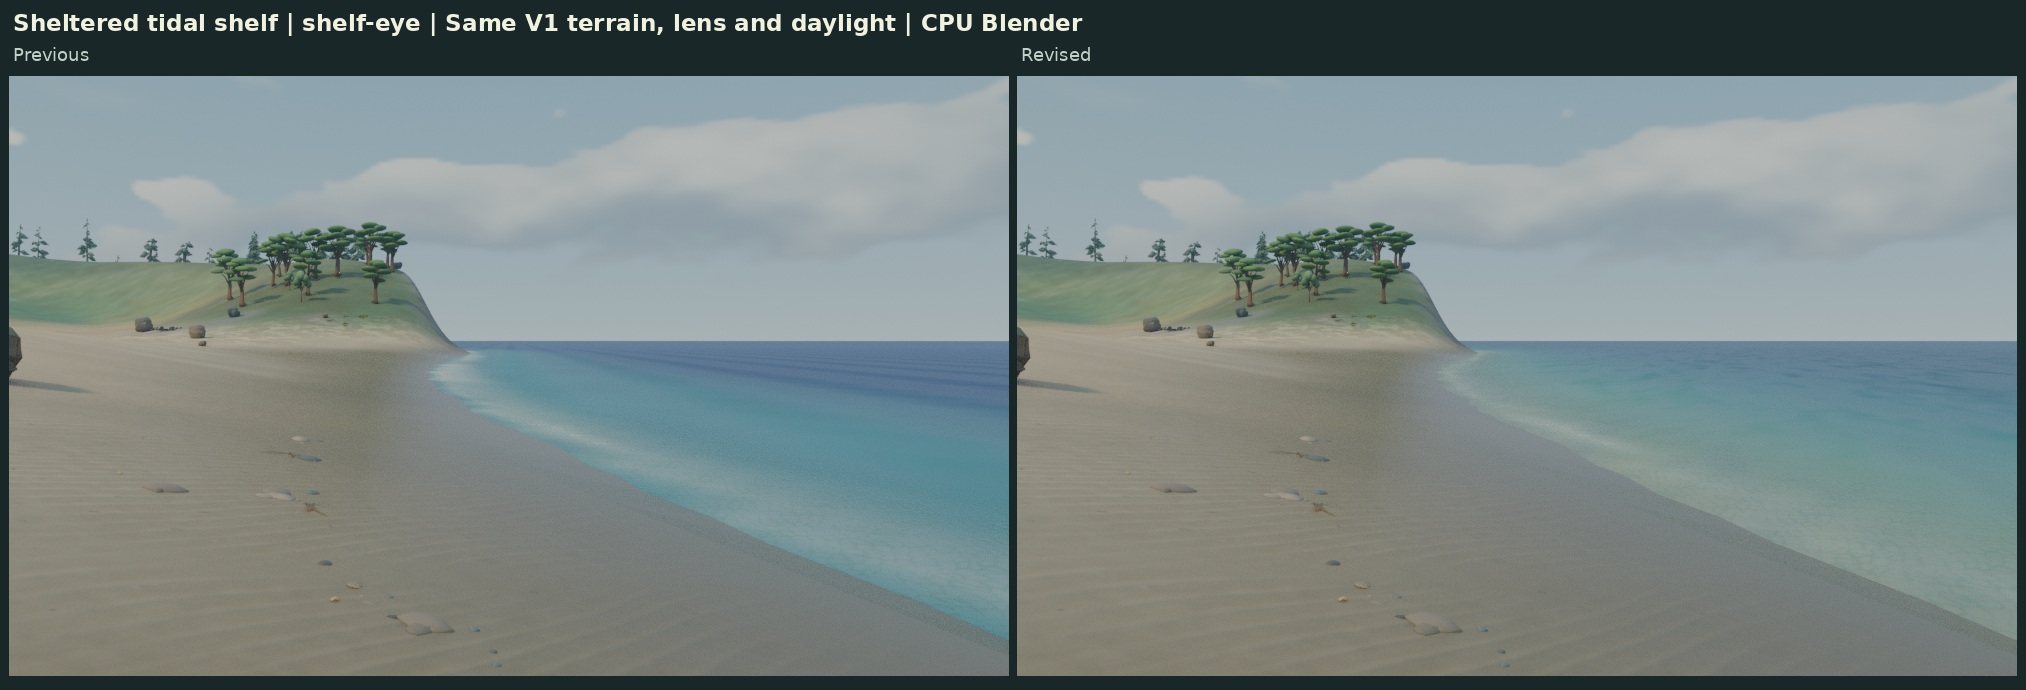 Sheltered tidal shelf | shelf-eye | Same V1 terrain, lens and daylight | CPU Blender
Previous
Revised